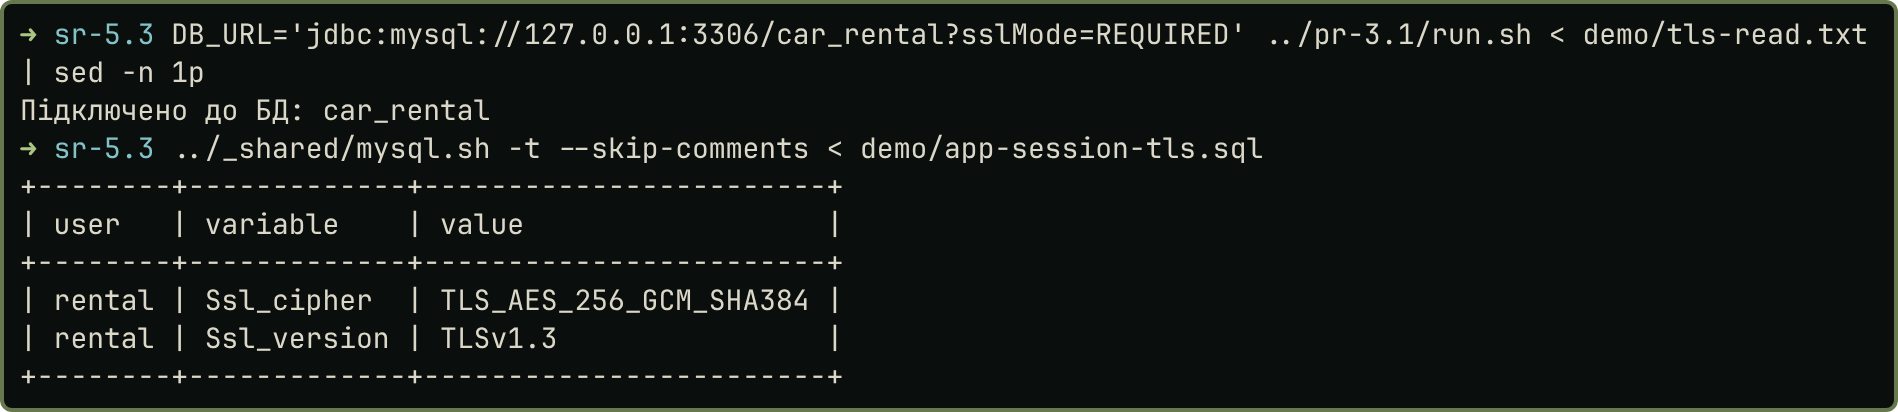 → sr-5.3 DB_URL='jdbc:mysql://127.0.0.1:3306/car_rental?sslMode=REQUIRED' ../pr-3.1/run.sh < demo/tls-read.txt
| sed -n 1p
Підключено до БД: car_rental
→ sr-5.3 ../_shared/mysql.sh -t --skip-comments < demo/app-session-tls.sql
+--------+-------------+------------------------+
| user   | variable    | value                  |
+--------+-------------+------------------------+
| rental | Ssl_cipher  | TLS_AES_256_GCM_SHA384 |
| rental | Ssl_version | TLSv1.3                |
+--------+-------------+------------------------+